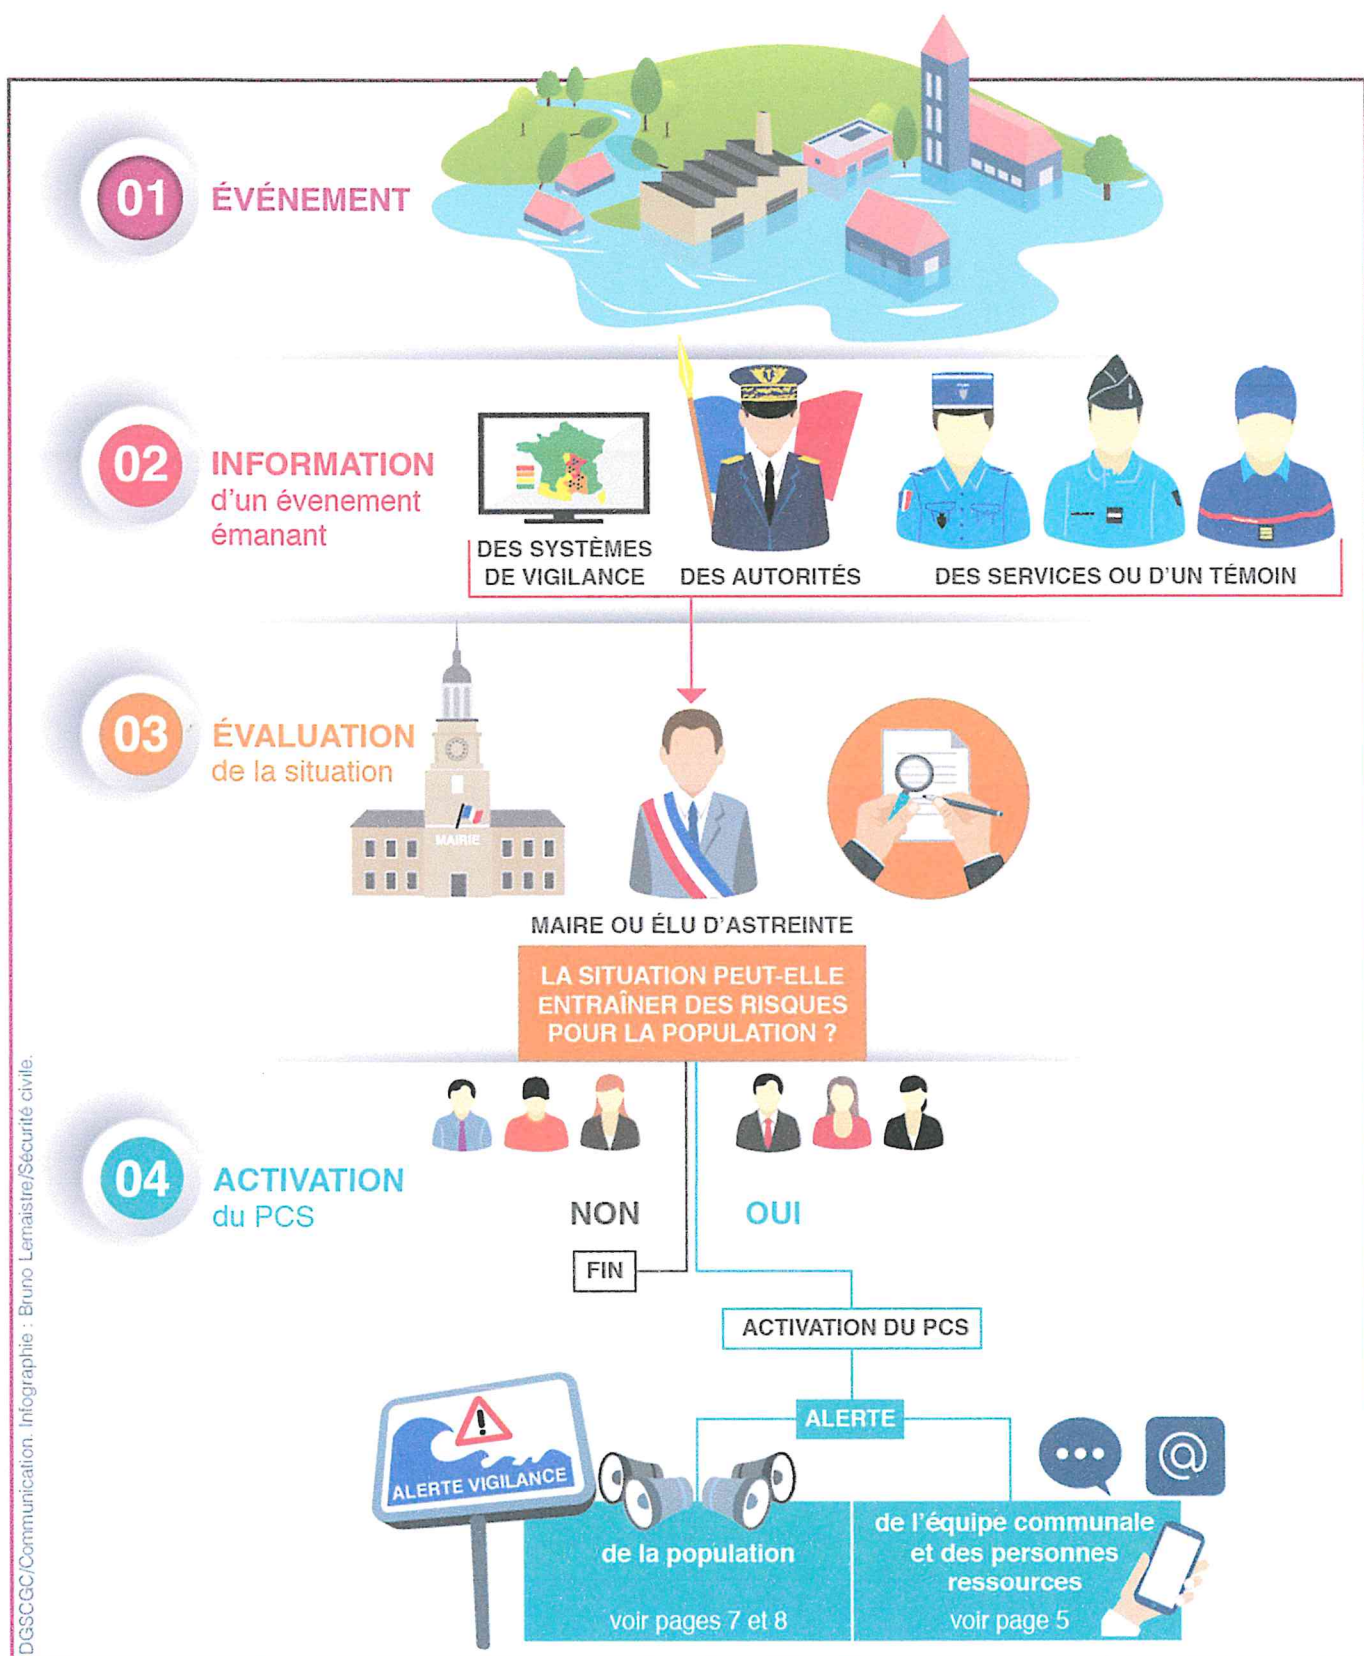 01
ÉVÉNEMENT
02
INFORMATION
d'un évenement
émanant
DES SYSTÈMES
DE VIGILANCE
DES AUTORITÉS
DES SERVICES OU D'UN TÉMOIN
03
ÉVALUATION
de la situation
MAIRIE
MAIRE OU ÉLU D'ASTREINTE
LA SITUATION PEUT-ELLE
ENTRAÎNER DES RISQUES
POUR LA POPULATION ?
04
ACTIVATION
du PCS
NON
OUI
FIN
ACTIVATION DU PCS
ALERTE
ALERTE VIGILANCE
@
de la population
voir pages 7 et 8
de l'équipe communale
et des personnes
ressources
voir page 5
DGSCGC/Communication. Infographie : Bruno Lemaistre/Sécurité civile.